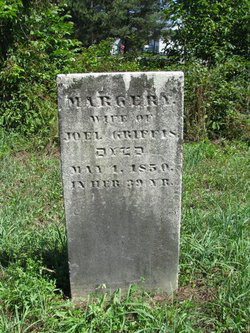 MARGERY.
WIFE OF
JOEL GRIFFIS
DIED
MAY 1, 1850.
IN HER 39 YR.